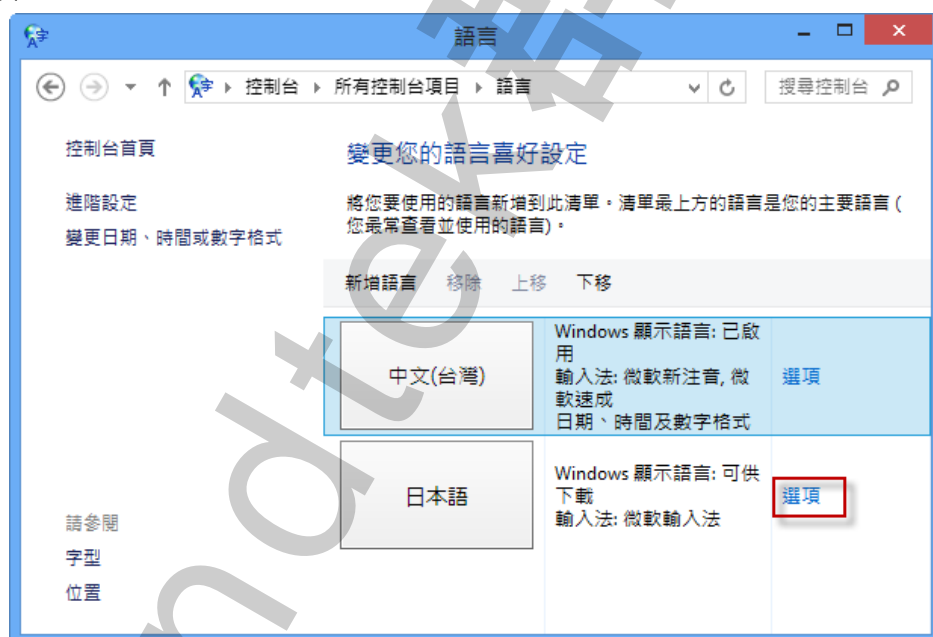 語言
控制台 所有控制台項目 語言
搜尋控制台
控制台首頁
進階設定
變更日期、時間或數字格式
變更您的語言喜好設定
將您要使用的語言新增到此清單。清單最上方的語言是您的主要語言 (
您最常查看並使用的語言)。
新增語言 移除 上移 下移
中文(台灣)
Windows 顯示語言: 已啟
用
輸入法: 微軟新注音, 微
軟速成
日期、時間及數字格式
選項
日本語
Windows 顯示語言: 可供
下載
輸入法: 微軟輸入法
選項
請參閱
字型
位置
ndtek